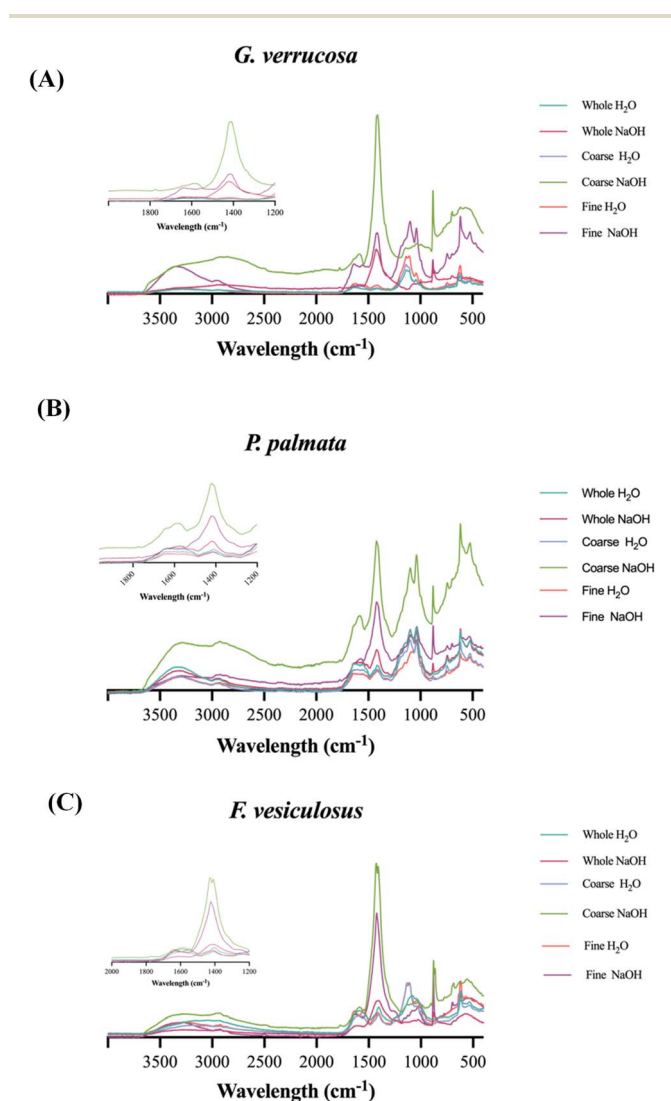 G. verrucosa
(A)
Whole H₂O
Whole NaOH
Coarse H₂O
Coarse NaOH
Fine H₂O
Fine NaOH
1800 1600 1400 1200
Wavelength (cm⁻¹)
3500 3000 2500 2000 1500 1000 500
Wavelength (cm⁻¹)
(B)
P. palmata
Whole H₂O
Whole NaOH
Coarse H₂O
Coarse NaOH
Fine H₂O
Fine NaOH
1800 1600 1400 1200
Wavelength (cm⁻¹)
3500 3000 2500 2000 1500 1000 500
Wavelength (cm⁻¹)
(C)
F. vesiculosus
Whole H₂O
Whole NaOH
Coarse H₂O
Coarse NaOH
Fine H₂O
Fine NaOH
2000 1800 1600 1400 1200
Wavelength (cm⁻¹)
3500 3000 2500 2000 1500 1000 500
Wavelength (cm⁻¹)